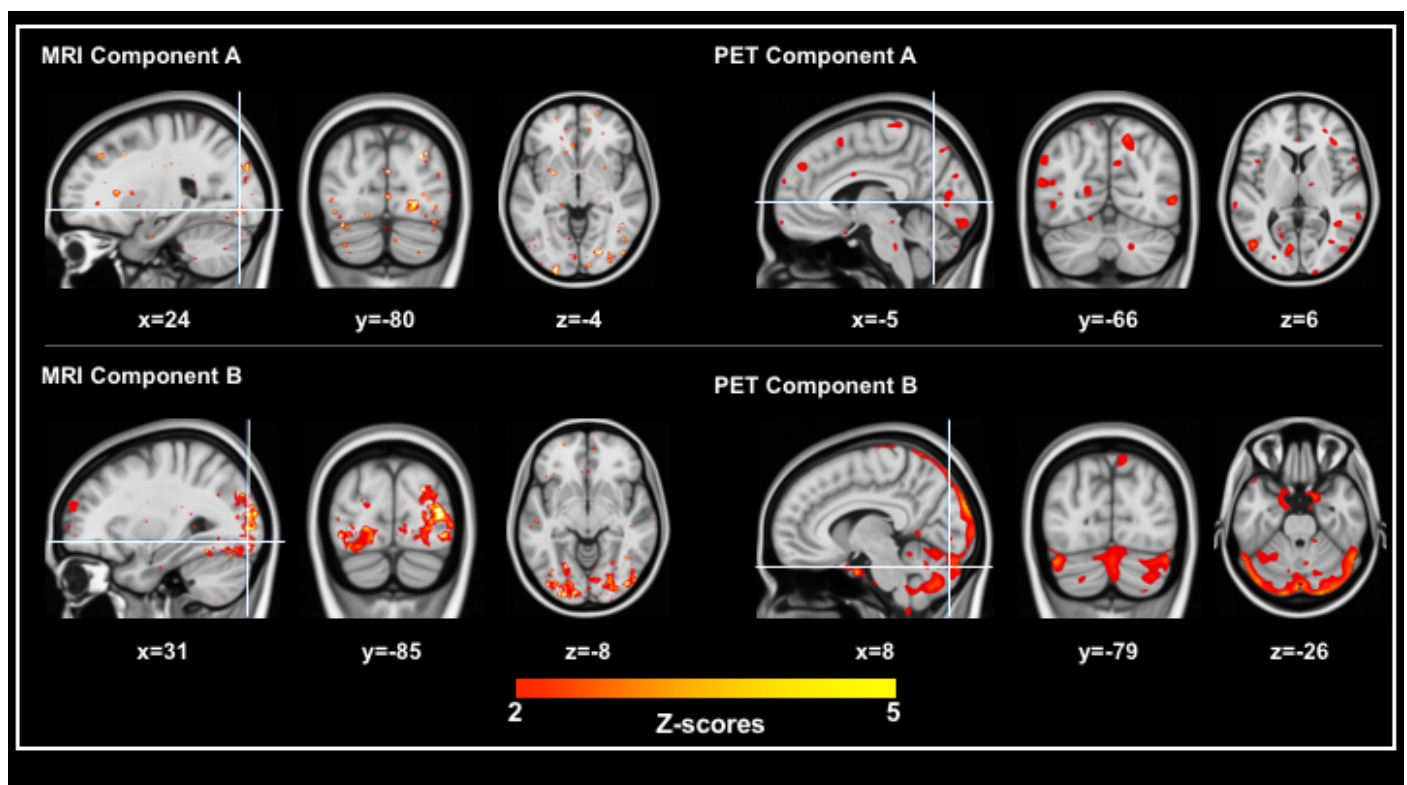 MRI Component A
PET Component A
x=24 y=-80 z=-4 x=-5 y=-66 z=6
MRI Component B
PET Component B
x=31 y=-85 z=-8 x=8 y=-79 z=-26
2 5
Z-scores